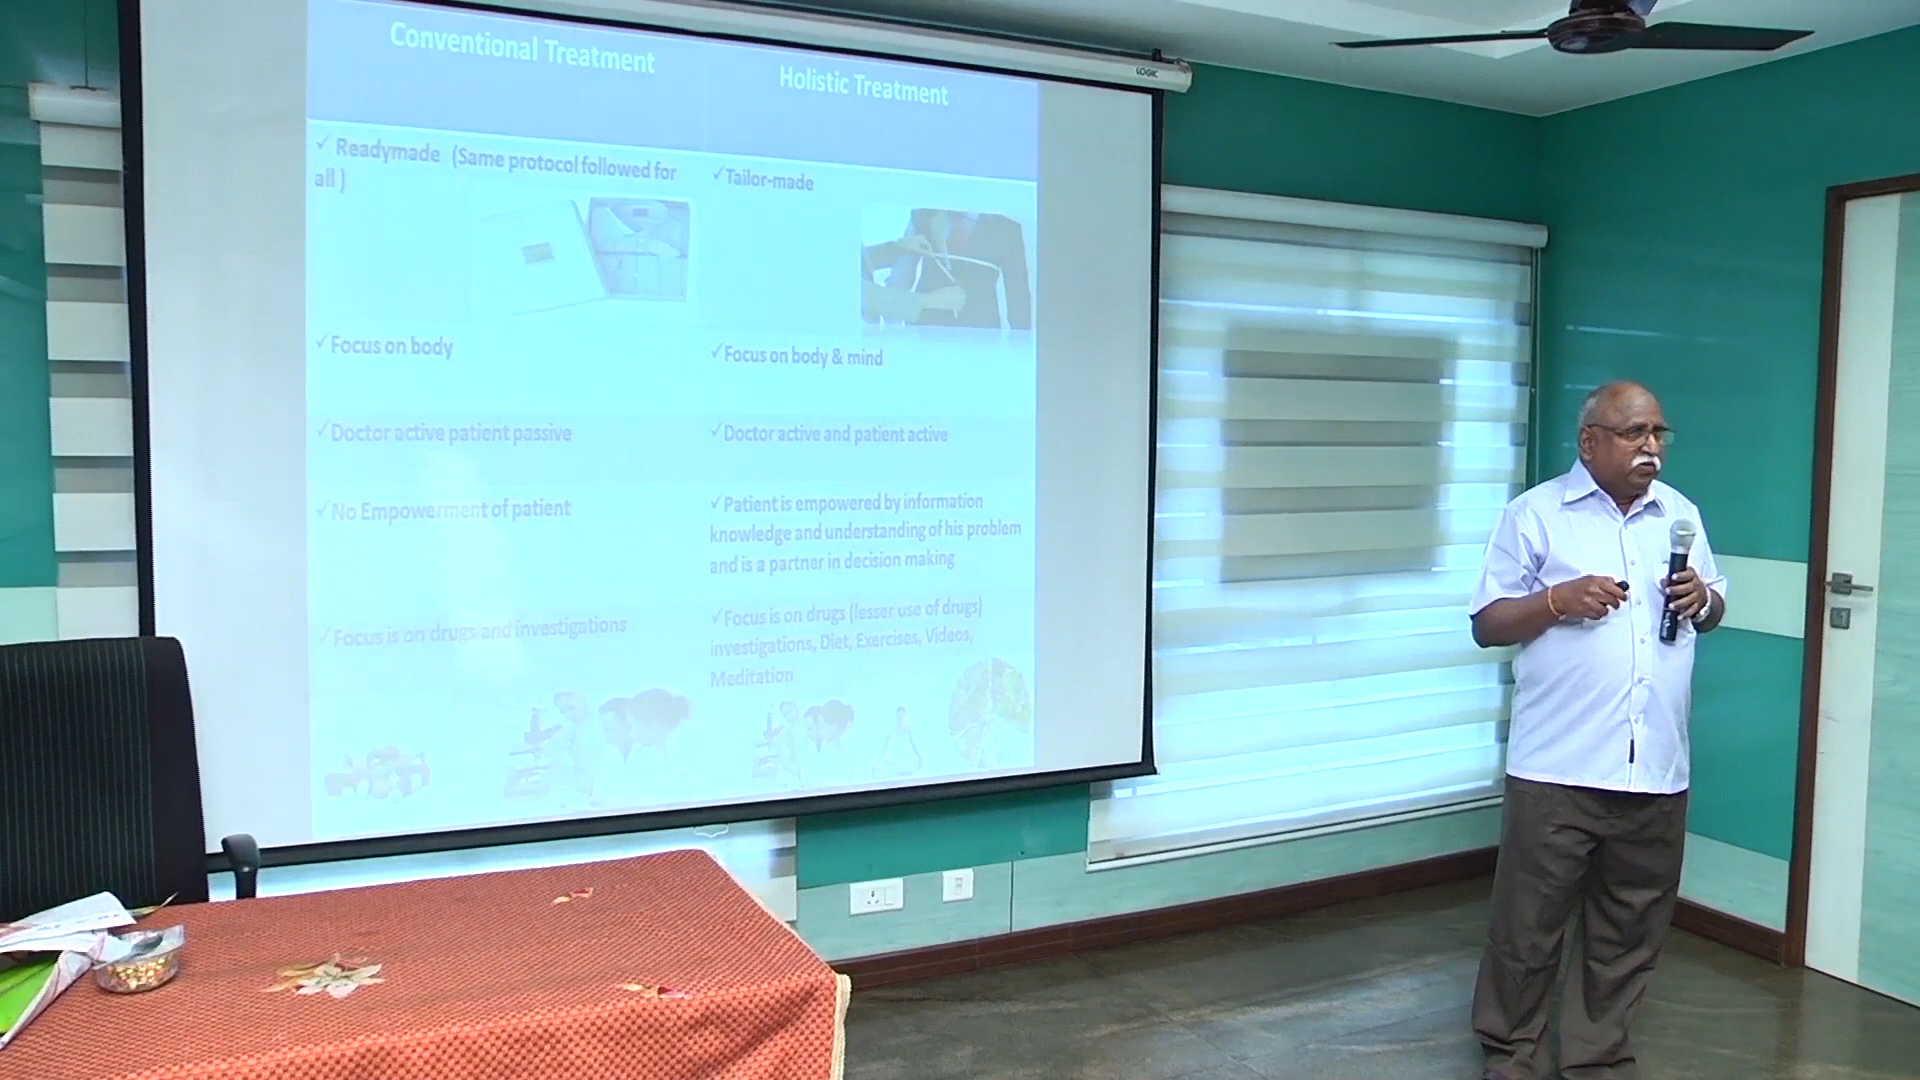 Conventional Treatment
Holistic Treatment
✓ Readymade (Same protocol followed for
all )
✓Tailor-made
✓Focus on body
✓Focus on body & mind
✓Doctor active patient passive
✓Doctor active and patient active
✓No Empowerment of patient
✓Patient is empowered by information
knowledge and understanding of his problem
and is a partner in decision making
✓Focus is on drugs and investigations
✓Focus is on drugs (lesser use of drugs)
investigations, Diet, Exercises, Videos,
Meditation
LOGIC